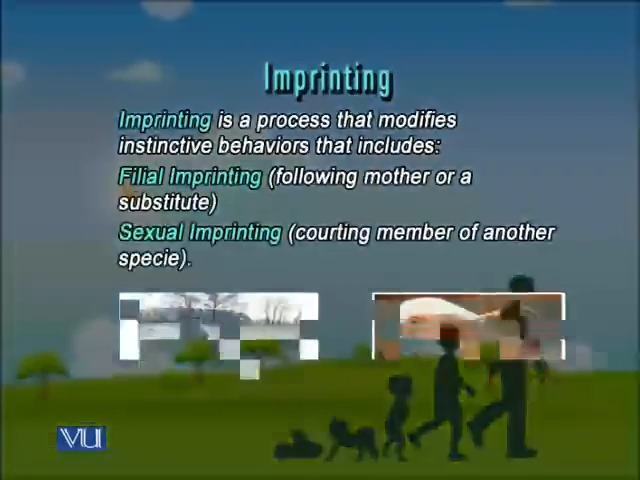 Imprinting
Imprinting is a process that modifies
instinctive behaviors that includes:
Filial Imprinting (following mother or a
substitute)
Sexual Imprinting (courting member of another
specie).
VU